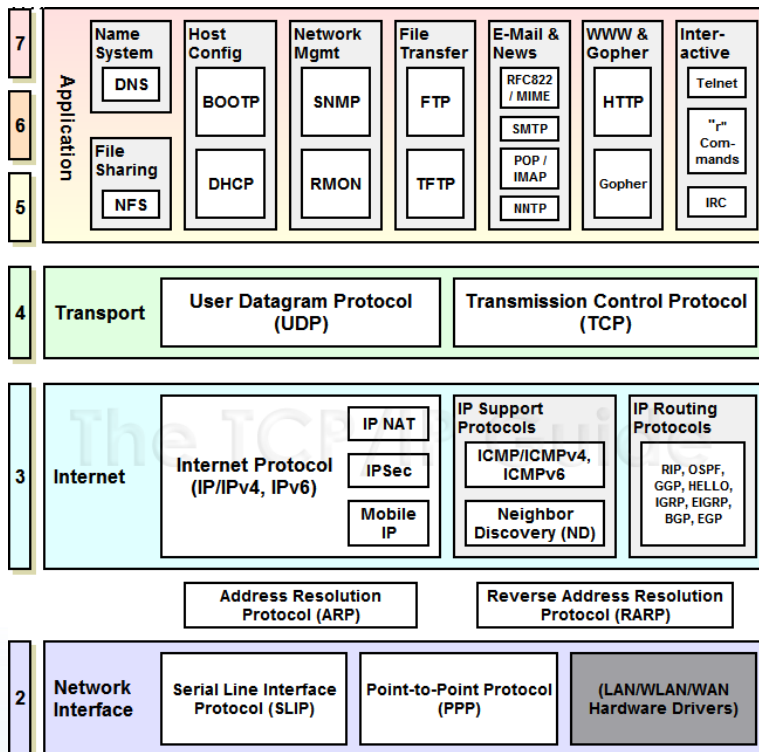 7
6
5
Application
Name
System
DNS
File
Sharing
NFS
Host
Config
BOOTP
DHCP
Network
Mgmt
SNMP
RMON
File
Transfer
FTP
TFTP
E-Mail &
News
RFC822
/ MIME
SMTP
POP /
IMAP
NNTP
WWW &
Gopher
HTTP
Gopher
Inter-
active
Telnet
"r"
Com-
mands
IRC
4
Transport
User Datagram Protocol
(UDP)
Transmission Control Protocol
(TCP)
The TCP/IP Guide
3
Internet
Internet Protocol
(IP/IPv4, IPv6)
IP NAT
IPSec
Mobile
IP
IP Support
Protocols
ICMP/ICMPv4,
ICMPv6
Neighbor
Discovery (ND)
IP Routing
Protocols
RIP, OSPF,
GGP, HELLO,
IGRP, EIGRP,
BGP, EGP
Address Resolution
Protocol (ARP)
Reverse Address Resolution
Protocol (RARP)
2
Network
Interface
Serial Line Interface
Protocol (SLIP)
Point-to-Point Protocol
(PPP)
(LAN/WLAN/WAN
Hardware Drivers)